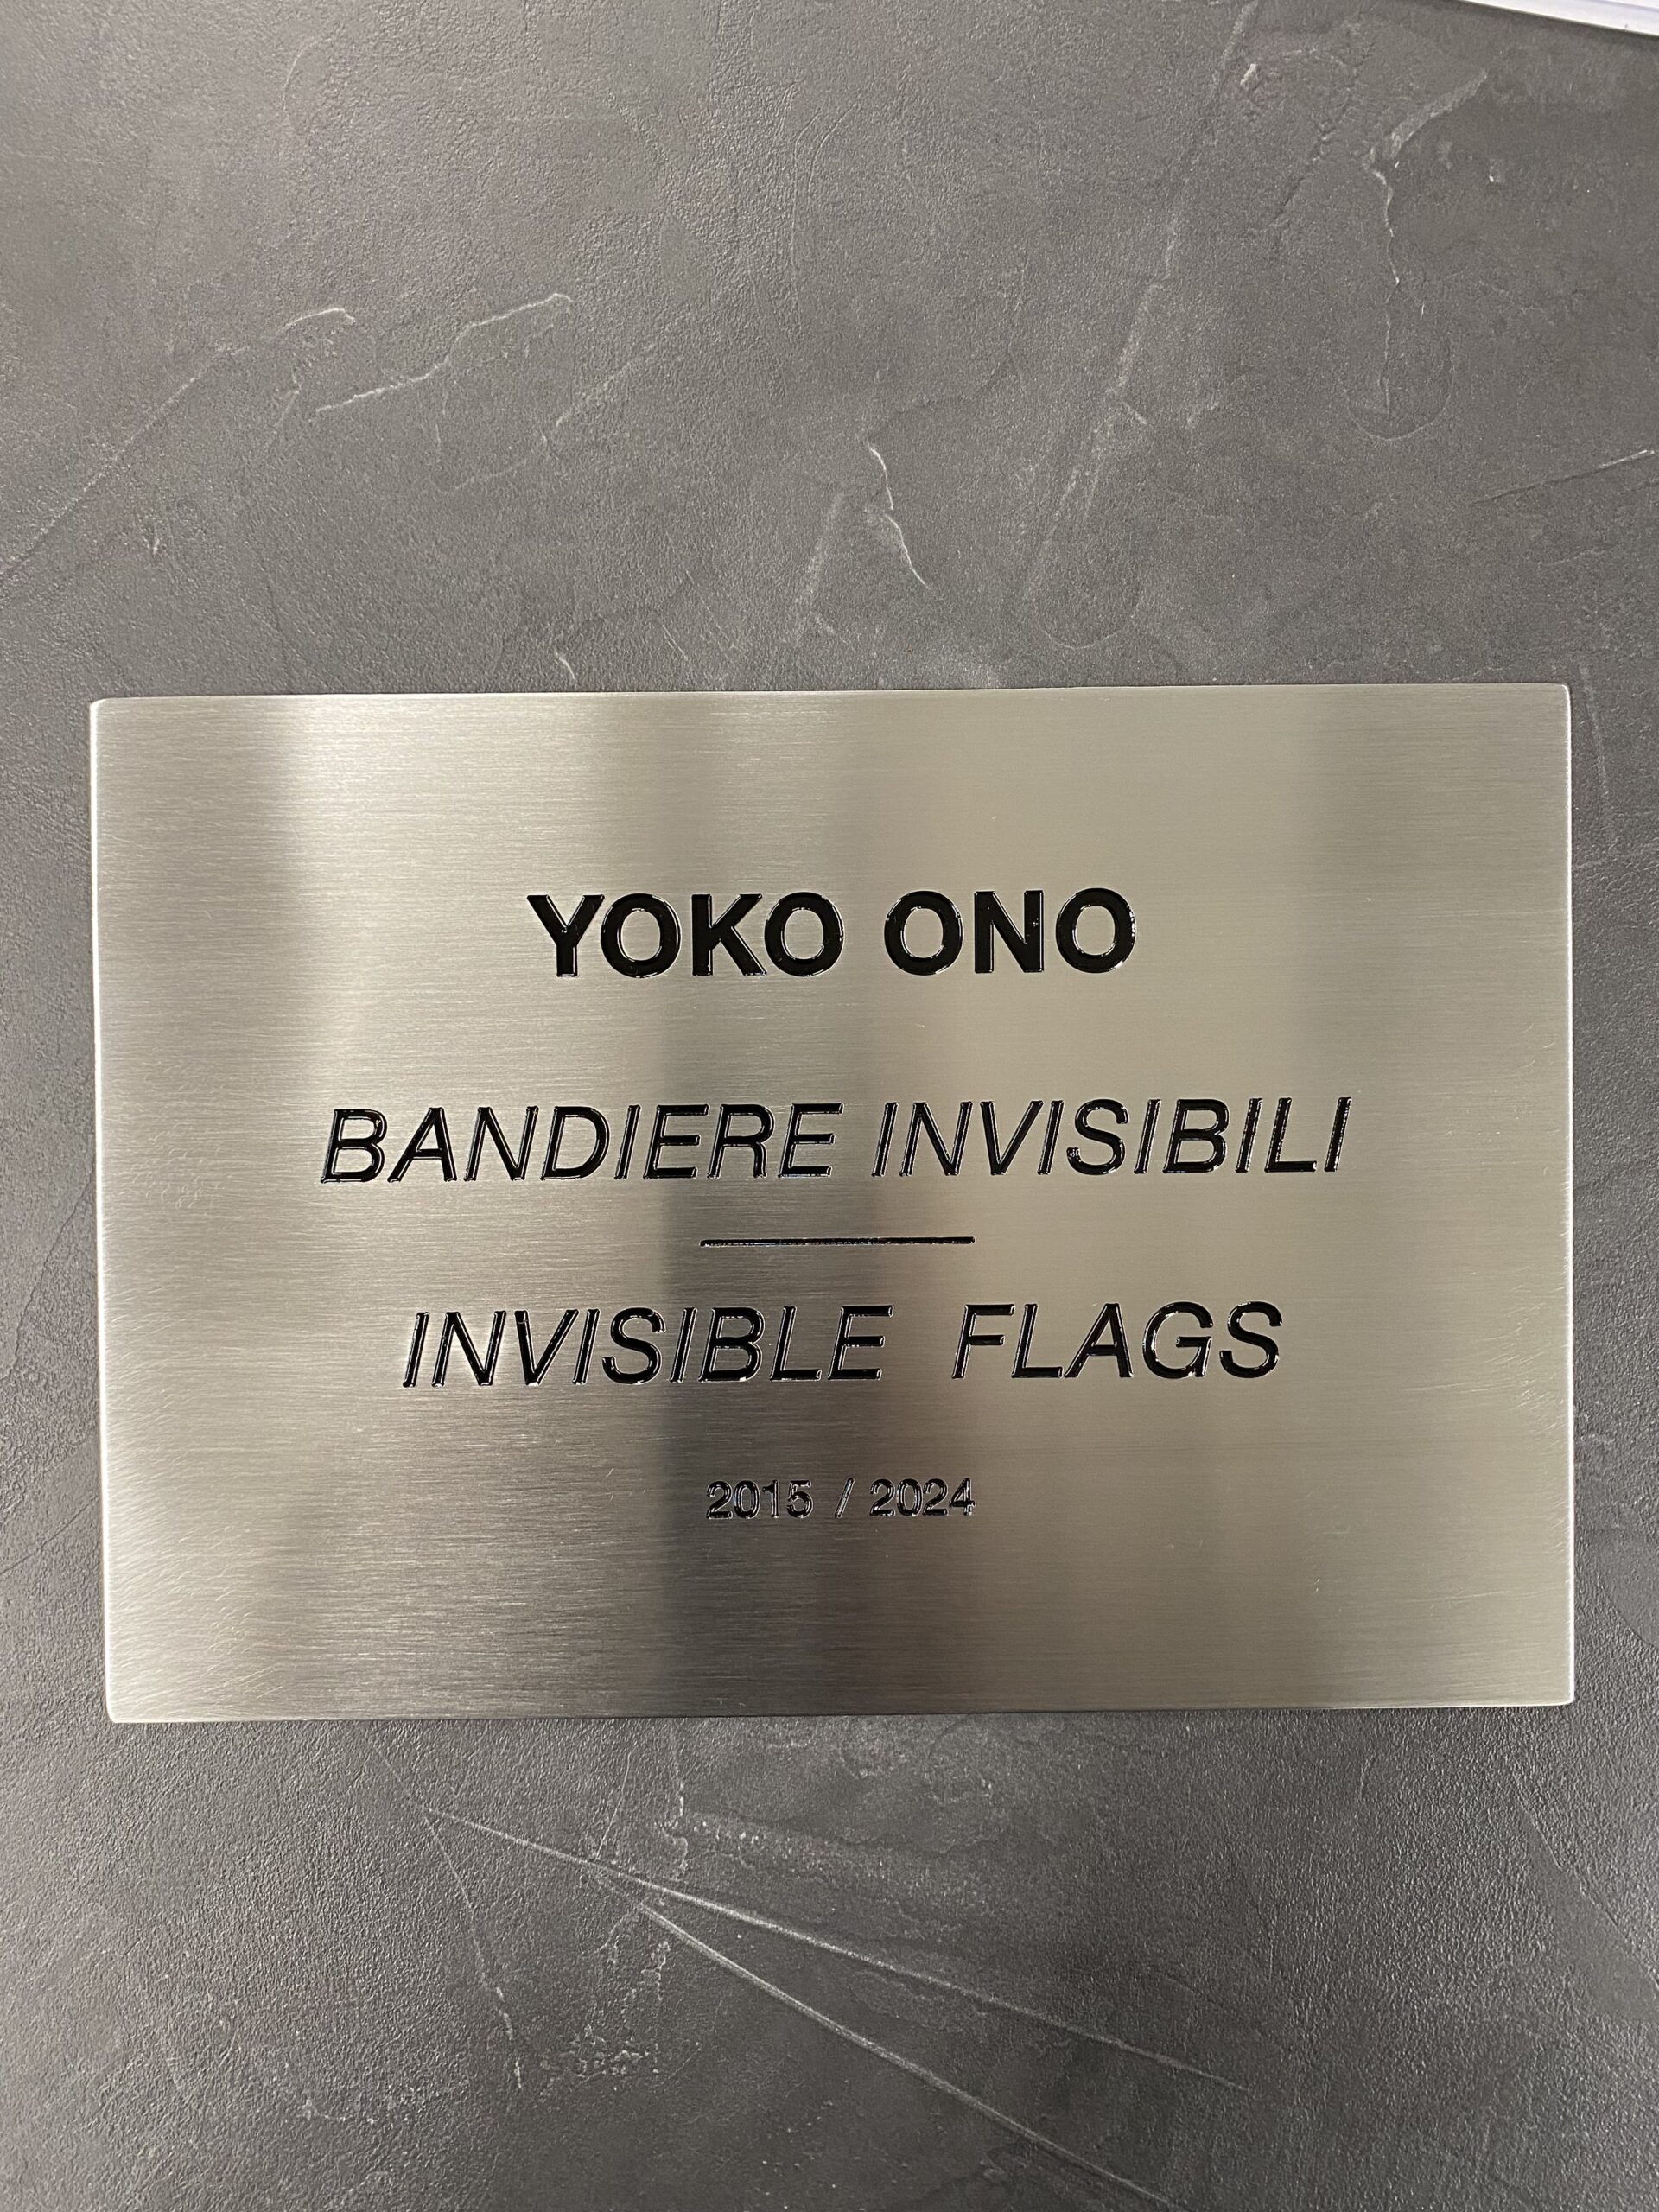 YOKO ONO
BANDIERE INVISIBILI
INVISIBLE FLAGS
2015 / 2024